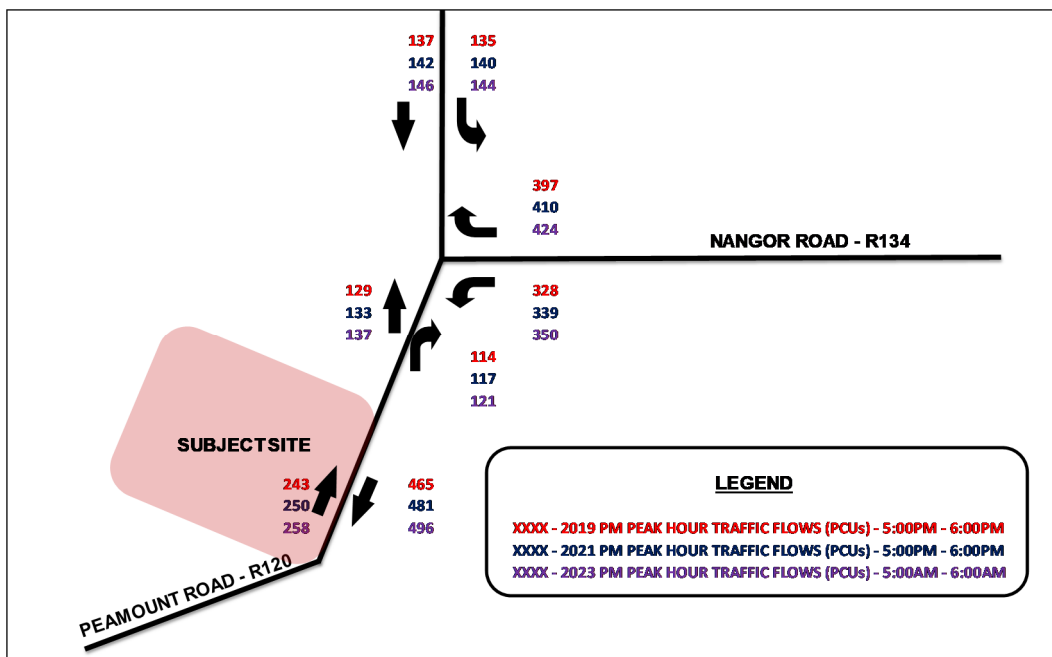 137 135
142 140
146 144
397
410
424
NANGOR ROAD - R134
129
133
137
328
339
350
114
117
121
SUBJECT SITE
243 465
250 481
258 496
PEAMOUNT ROAD - R120
LEGEND
XXXX - 2019 PM PEAK HOUR TRAFFIC FLOWS (PCUs) - 5:00PM - 6:00PM
XXXX - 2021 PM PEAK HOUR TRAFFIC FLOWS (PCUs) - 5:00PM - 6:00PM
XXXX - 2023 PM PEAK HOUR TRAFFIC FLOWS (PCUs) - 5:00AM - 6:00AM